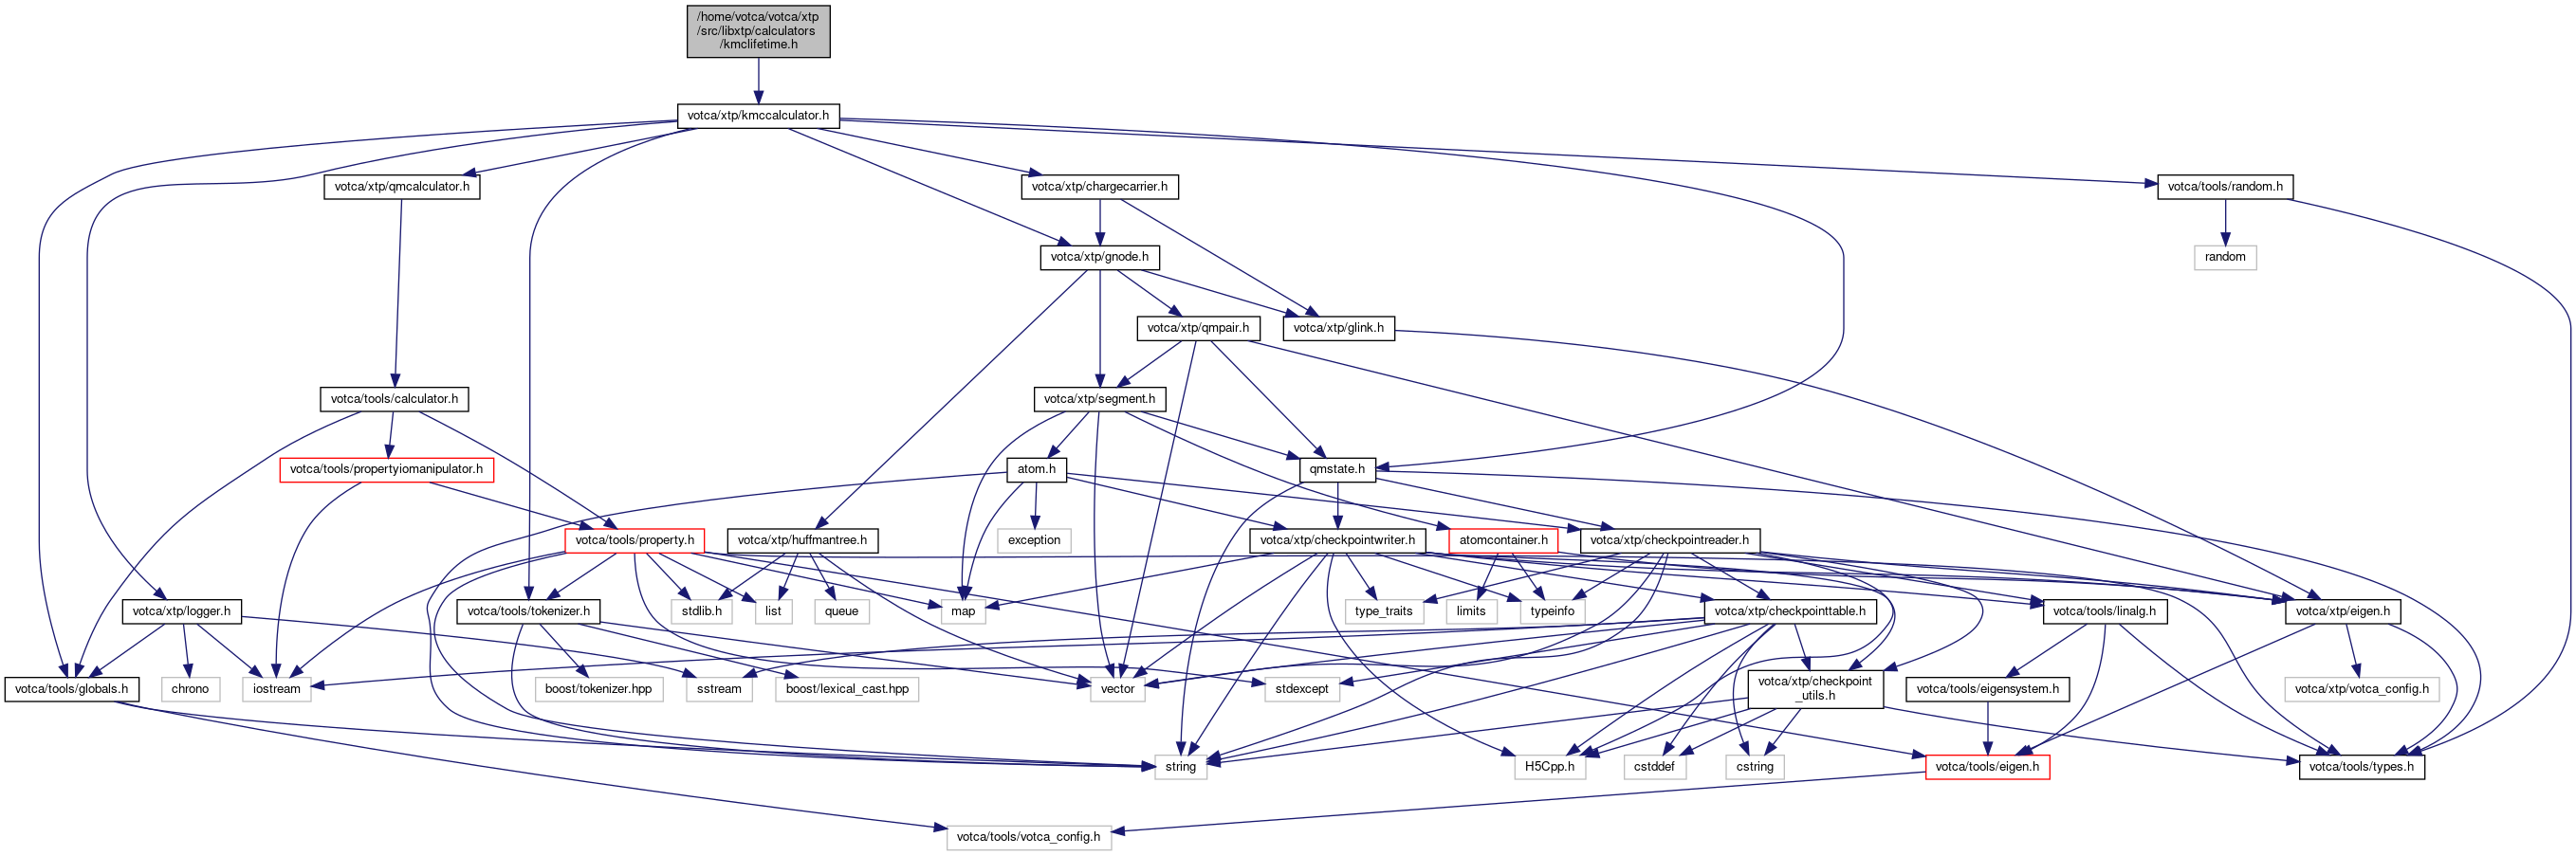 /home/votca/votca/xtp
/src/libxtp/calculators
/kmclifetime.h
votca/xtp/kmccalculator.h
votca/xtp/qmcalculator.h
votca/xtp/chargecarrier.h
votca/tools/random.h
votca/xtp/gnode.h
random
votca/xtp/qmpair.h
votca/xtp/glink.h
votca/tools/calculator.h
votca/xtp/segment.h
votca/tools/propertyiomanipulator.h
atom.h
qmstate.h
votca/tools/property.h
votca/xtp/huffmantree.h
exception
votca/xtp/checkpointwriter.h
atomcontainer.h
votca/xtp/checkpointreader.h
votca/xtp/logger.h
votca/tools/tokenizer.h
stdlib.h
list
queue
map
type_traits
limits
typeinfo
votca/xtp/checkpointtable.h
votca/tools/linalg.h
votca/xtp/eigen.h
votca/tools/globals.h
chrono
iostream
boost/tokenizer.hpp
sstream
boost/lexical_cast.hpp
vector
stdexcept
votca/xtp/checkpoint
_utils.h
votca/tools/eigensystem.h
votca/xtp/votca_config.h
string
H5Cpp.h
cstddef
cstring
votca/tools/eigen.h
votca/tools/types.h
votca/tools/votca_config.h